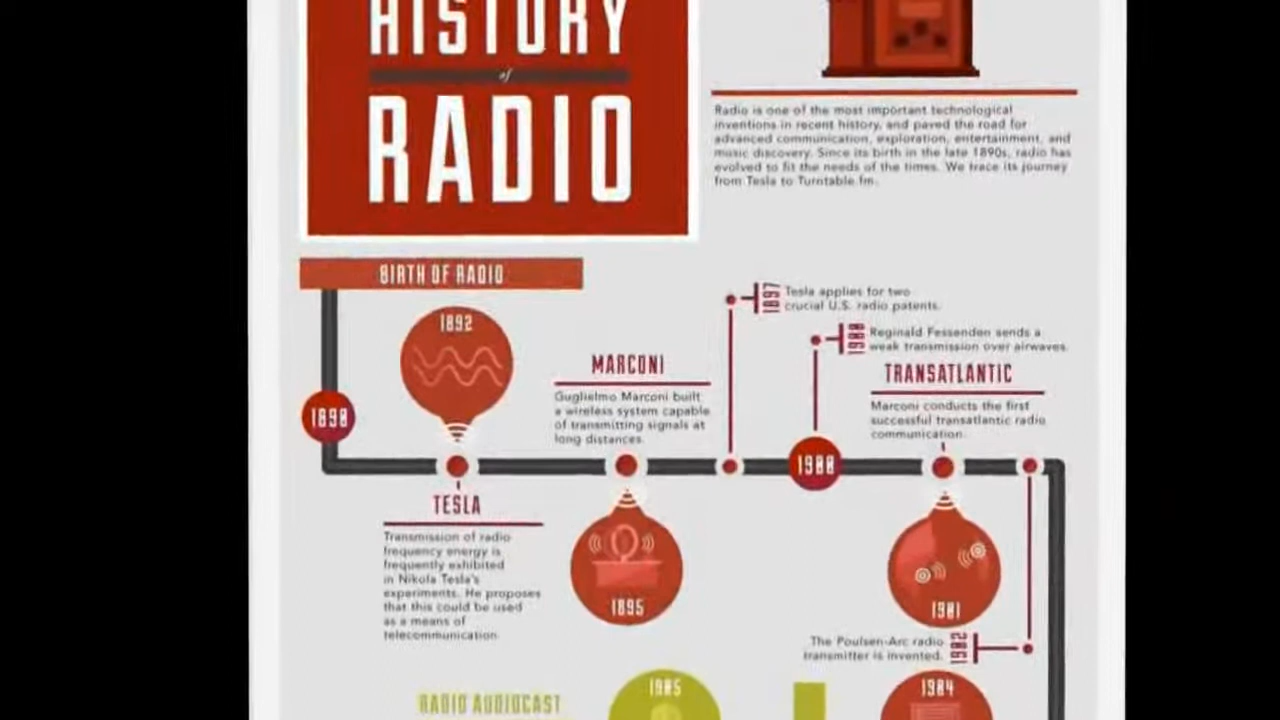 HISTORY
of
RADIO
Radio is one of the most important technological
inventions in recent history, and paved the road for
advanced communication, exploration, entertainment, and
music discovery. Since its birth in the late 1890s, radio has
evolved to fit the needs of the times. We trace its journey
from Tesla to Turntable.fm.
BIRTH OF RADIO
1890
1892
TESLA
Transmission of radio
frequency energy is
frequently exhibited
in Nikola Tesla's
experiments. He proposes
that this could be used
as a means of
telecommunication
MARCONI
Guglielmo Marconi built
a wireless system capable
of transmitting signals at
long distances.
1895
1897
Tesla applies for two
crucial U.S. radio patents.
1900
1900
Reginald Fessenden sends a
weak transmission over airwaves.
TRANSATLANTIC
Marconi conducts the first
successful transatlantic radio
communication.
1901
The Poulsen-Arc radio
transmitter is invented.
RADIO AUDIOCAST
1905
1904